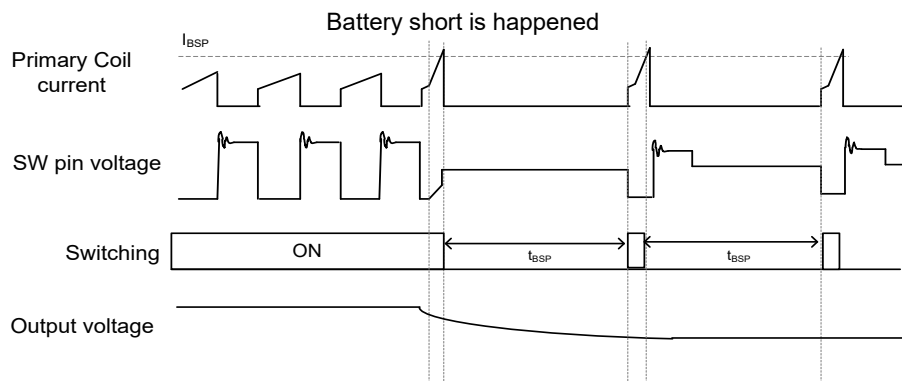 Battery short is happened
IBSP
Primary Coil
current
SW pin voltage
Switching
ON
tBSP
tBSP
Output voltage